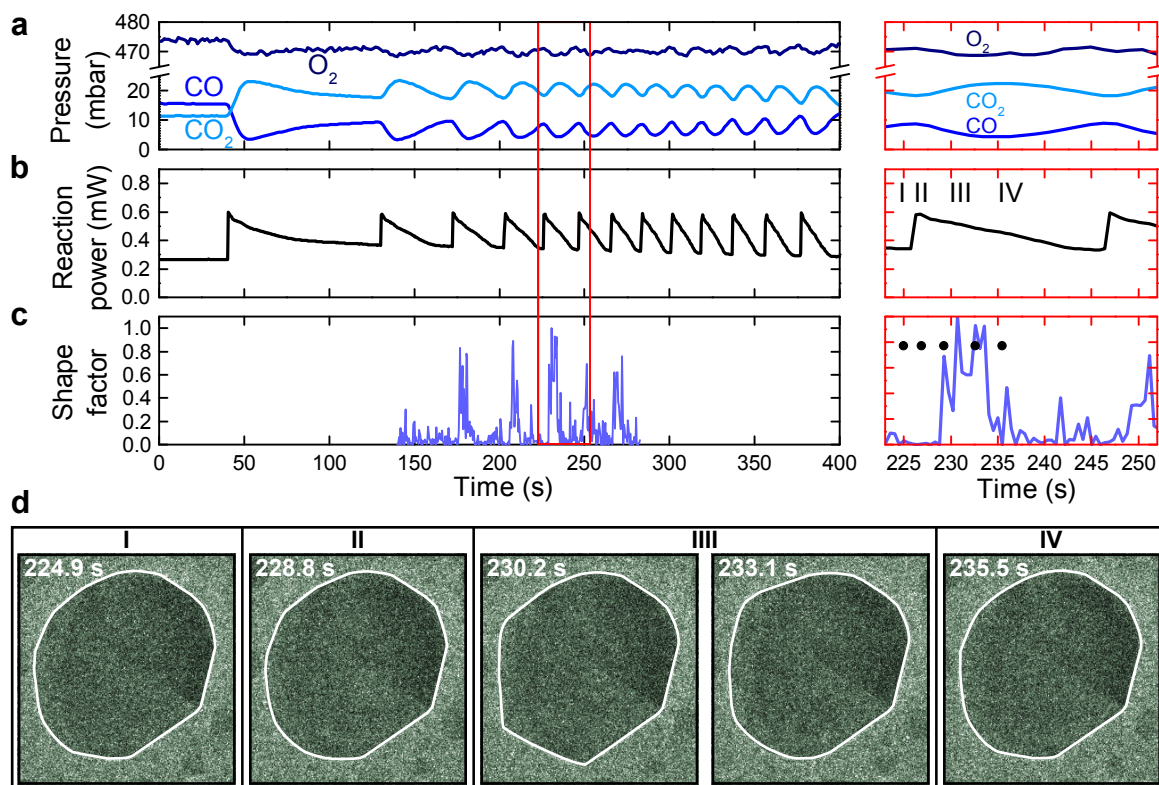 a
Pressure
(mbar)
480
470
20
10
0
O2
CO
CO2
CO2
CO
b
Reaction
power (mW)
0.8
0.6
0.4
0.2
0.0
I II III IV
c
Shape
factor
1.0
0.8
0.6
0.4
0.2
0.0
0 50 100 150 200 250 300 350 400
Time (s)
225 230 235 240 245 250
Time (s)
d
I II IIII IV
224.9 s 228.8 s 230.2 s 233.1 s 235.5 s